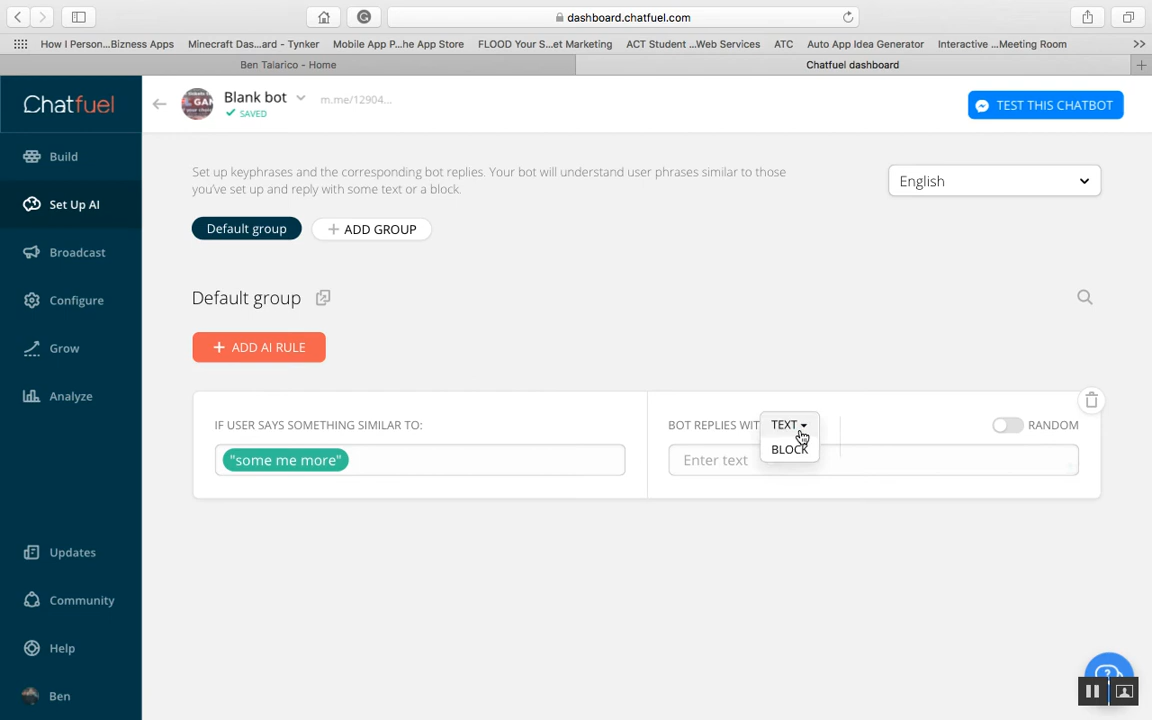 dashboard.chatfuel.com
How I Person...Bizness Apps
Minecraft Das...ard - Tynker
Mobile App P...he App Store
FLOOD Your S...et Marketing
ACT Student ...Web Services
ATC
Auto App Idea Generator
Interactive ...Meeting Room
Ben Talarico - Home
Chatfuel dashboard
Chatfuel
Blank bot
m.me/12904...
SAVED
TEST THIS CHATBOT
Build
Set Up AI
Broadcast
Configure
Grow
Analyze
Updates
Community
Help
Ben
Set up keyphrases and the corresponding bot replies. Your bot will understand user phrases similar to those
you've set up and reply with some text or a block.
English
Default group
+ ADD GROUP
Default group
+ ADD AI RULE
IF USER SAYS SOMETHING SIMILAR TO:
"some me more"
BOT REPLIES WIT
TEXT
BLOCK
RANDOM
Enter text